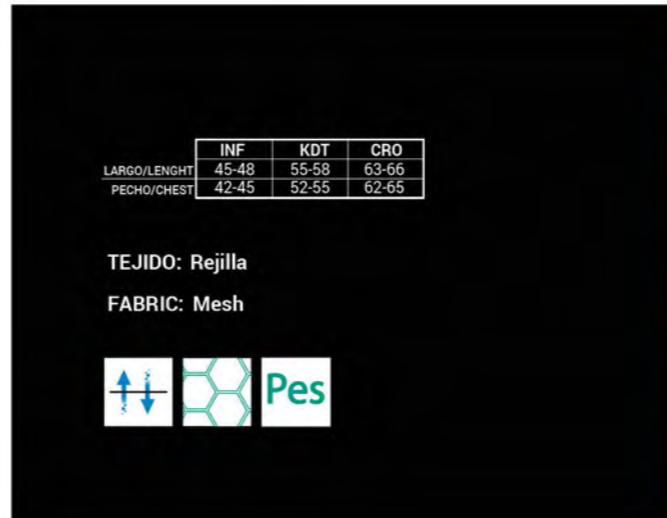 INF KDT CRO
LARGO/LENGHT 45-48 55-58 63-66
PECHO/CHEST 42-45 52-55 62-65
TEJIDO: Rejilla
FABRIC: Mesh
Pes